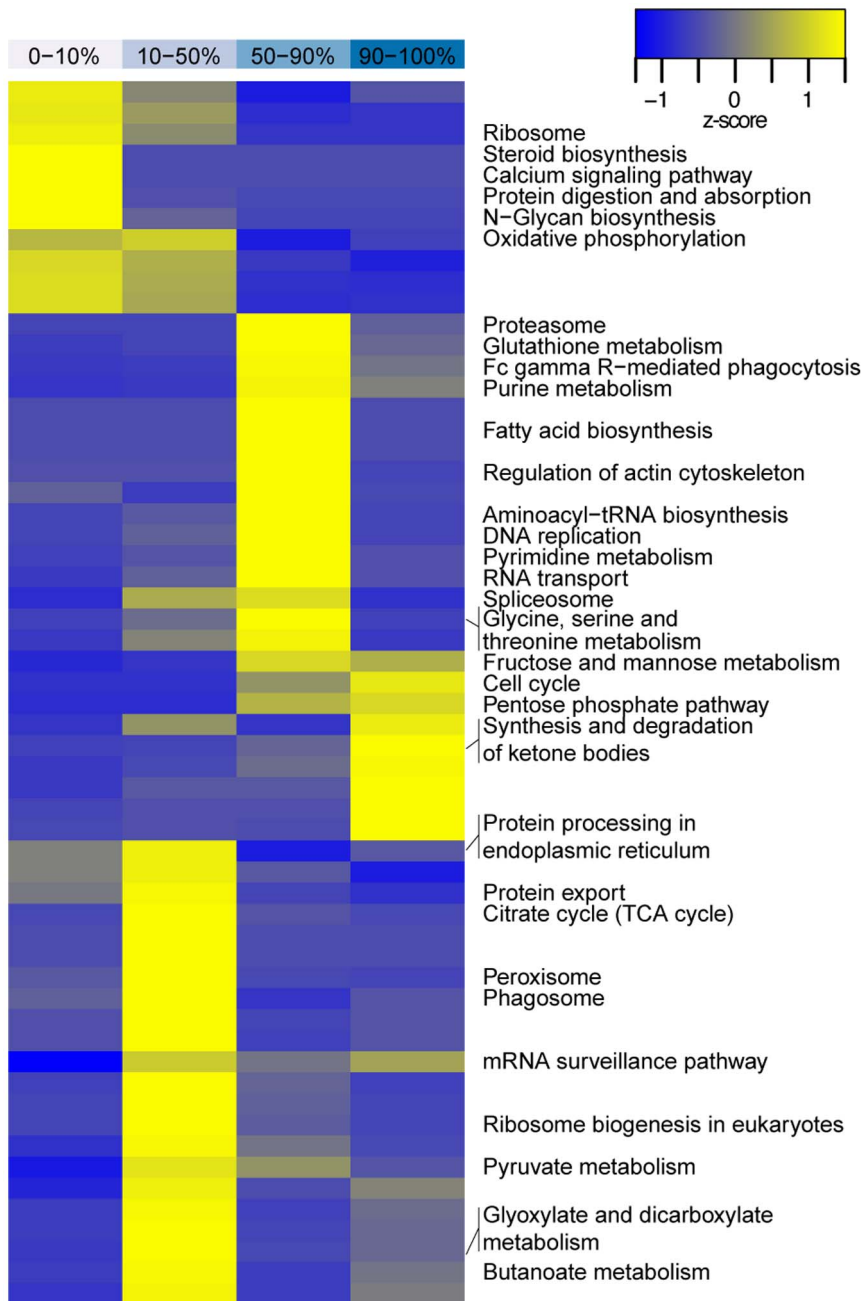 0−10% 10−50% 50−90% 90−100%
−1 0 1
z-score
Ribosome
Steroid biosynthesis
Calcium signaling pathway
Protein digestion and absorption
N−Glycan biosynthesis
Oxidative phosphorylation
Proteasome
Glutathione metabolism
Fc gamma R−mediated phagocytosis
Purine metabolism
Fatty acid biosynthesis
Regulation of actin cytoskeleton
Aminoacyl−tRNA biosynthesis
DNA replication
Pyrimidine metabolism
RNA transport
Spliceosome
Glycine, serine and
threonine metabolism
Fructose and mannose metabolism
Cell cycle
Pentose phosphate pathway
Synthesis and degradation
of ketone bodies
Protein processing in
endoplasmic reticulum
Protein export
Citrate cycle (TCA cycle)
Peroxisome
Phagosome
mRNA surveillance pathway
Ribosome biogenesis in eukaryotes
Pyruvate metabolism
Glyoxylate and dicarboxylate
metabolism
Butanoate metabolism